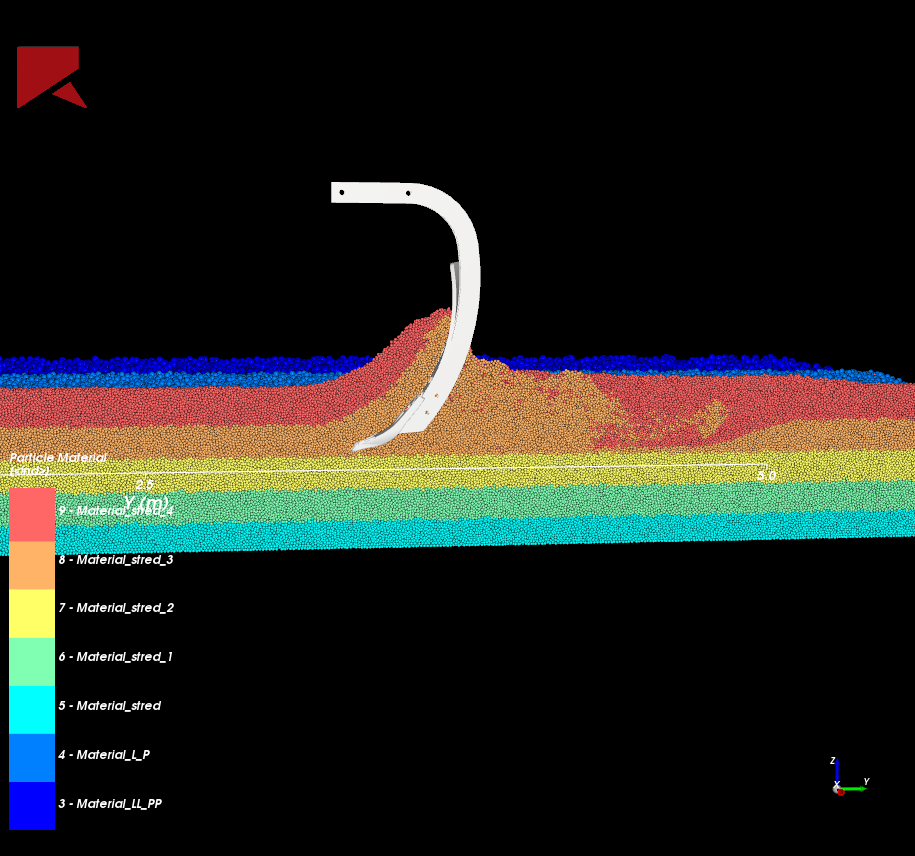 Particle Material
(<ind>)
2.5
5.0
Y (m)
9 - Material_stred_4
8 - Material_stred_3
7 - Material_stred_2
6 - Material_stred_1
5 - Material_stred
4 - Material_L_P
3 - Material_LL_PP
Z
X
Y